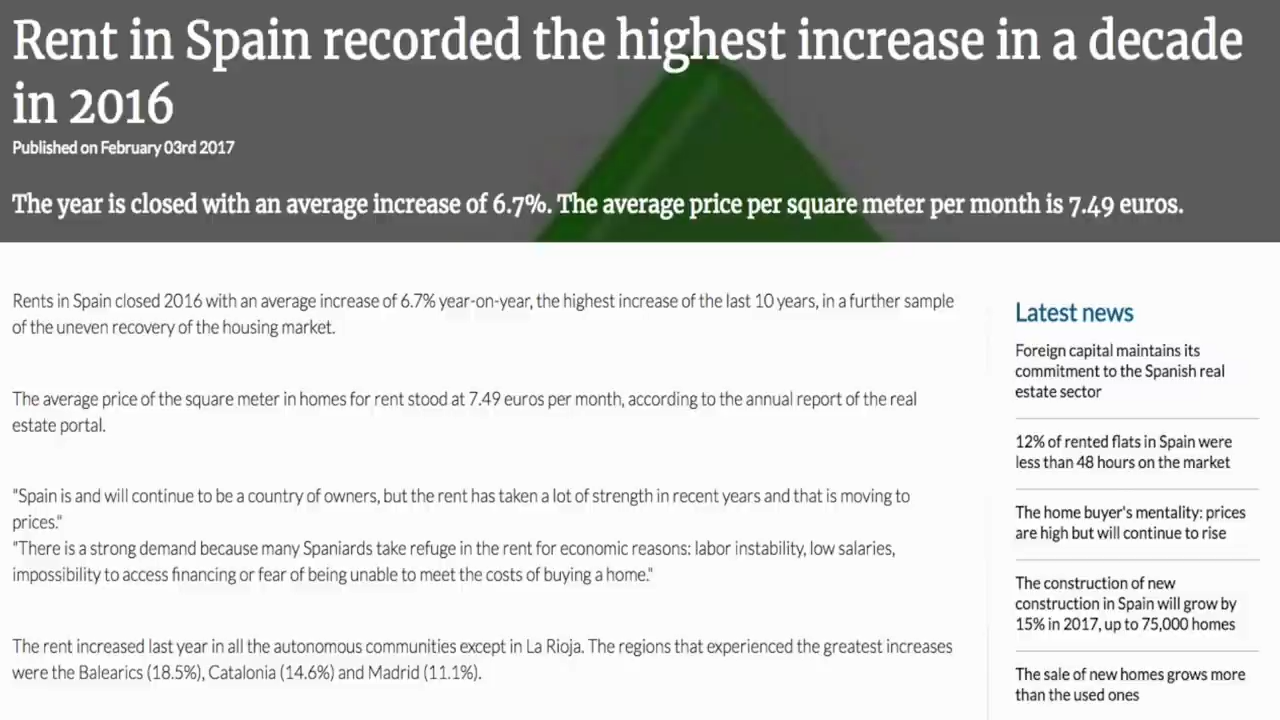 Rent in Spain recorded the highest increase in a decade
in 2016
Published on February 03rd 2017
The year is closed with an average increase of 6.7%. The average price per square meter per month is 7.49 euros.
Rents in Spain closed 2016 with an average increase of 6.7% year-on-year, the highest increase of the last 10 years, in a further sample
of the uneven recovery of the housing market.
The average price of the square meter in homes for rent stood at 7.49 euros per month, according to the annual report of the real
estate portal.
"Spain is and will continue to be a country of owners, but the rent has taken a lot of strength in recent years and that is moving to
prices."
"There is a strong demand because many Spaniards take refuge in the rent for economic reasons: labor instability, low salaries,
impossibility to access financing or fear of being unable to meet the costs of buying a home."
The rent increased last year in all the autonomous communities except in La Rioja. The regions that experienced the greatest increases
were the Balearics (18.5%), Catalonia (14.6%) and Madrid (11.1%).
Latest news
Foreign capital maintains its
commitment to the Spanish real
estate sector
12% of rented flats in Spain were
less than 48 hours on the market
The home buyer's mentality: prices
are high but will continue to rise
The construction of new
construction in Spain will grow by
15% in 2017, up to 75,000 homes
The sale of new homes grows more
than the used ones